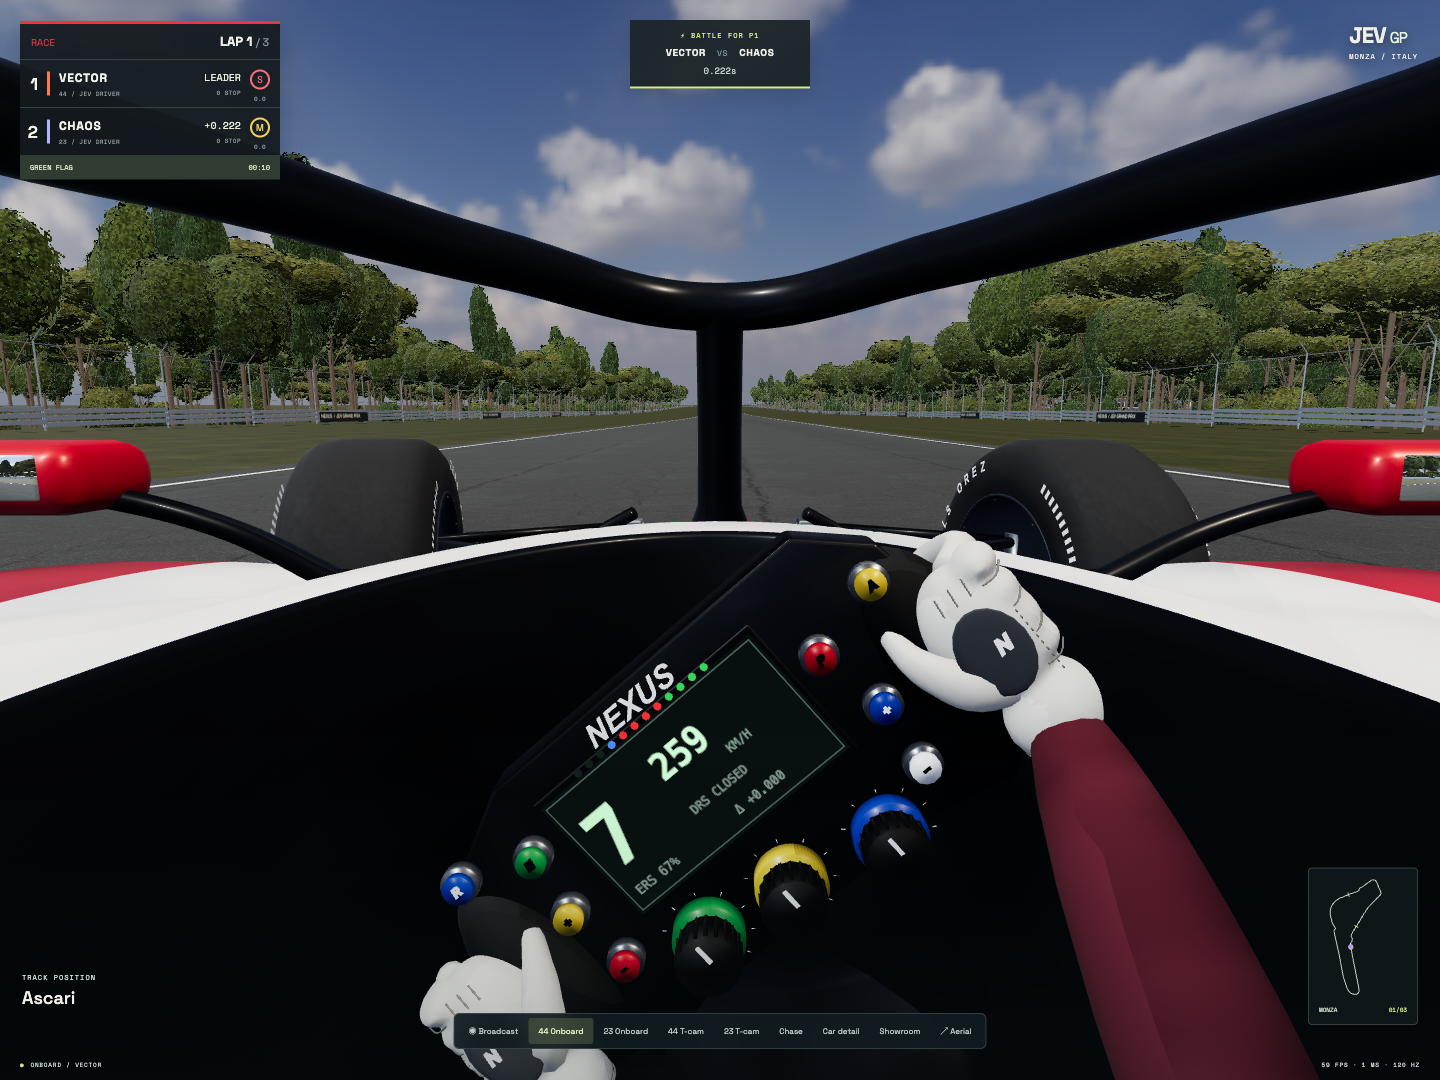 RACE
LAP 1 / 3
1 VECTOR LEADER S
44 / JEV DRIVER 0 STOP 0.0
2 CHAOS +0.222 M
23 / JEV DRIVER 0 STOP 0.0
GREEN FLAG 00:10
⚡ BATTLE FOR P1
VECTOR VS CHAOS
0.222s
JEV GP
MONZA / ITALY
OREZ
N
A
P
NEXUS
259 KM/H
DRS CLOSED
Δ +0.000
7
ERS 67%
R
N
TRACK POSITION
Ascari
MONZA 01/03
Broadcast 44 Onboard 23 Onboard 44 T-cam 23 T-cam Chase Car detail Showroom Aerial
ONBOARD / VECTOR
59 FPS · 1 MS · 120 HZ